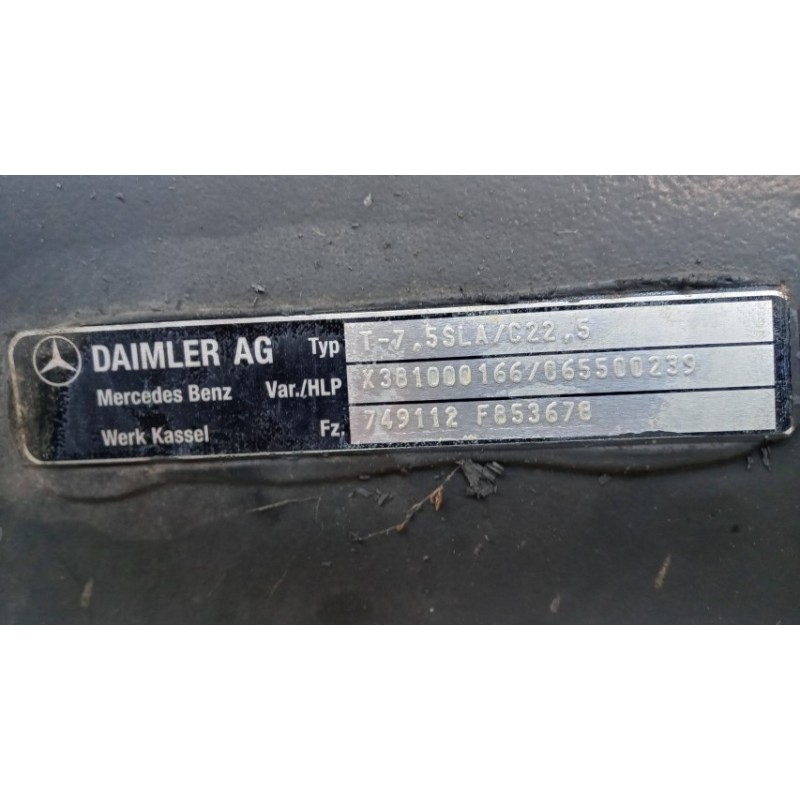 DAIMLER AG Typ T-7.5SLA/C22.5
Mercedes Benz Var./HLP X381000166/065500239
Werk Kassel Fz. 749112 F853678